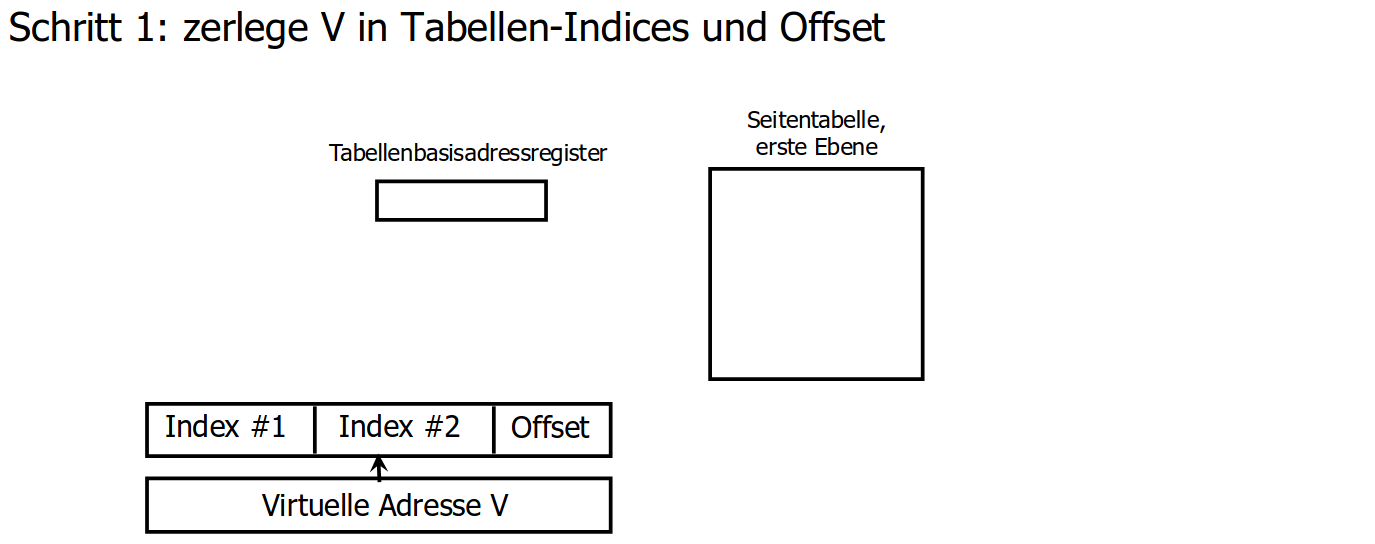 Schritt 1: zerlege V in Tabellen-Indices und Offset
Seitentabelle,
erste Ebene
Tabellenbasisadressregister
Index #1 Index #2 Offset
Virtuelle Adresse V